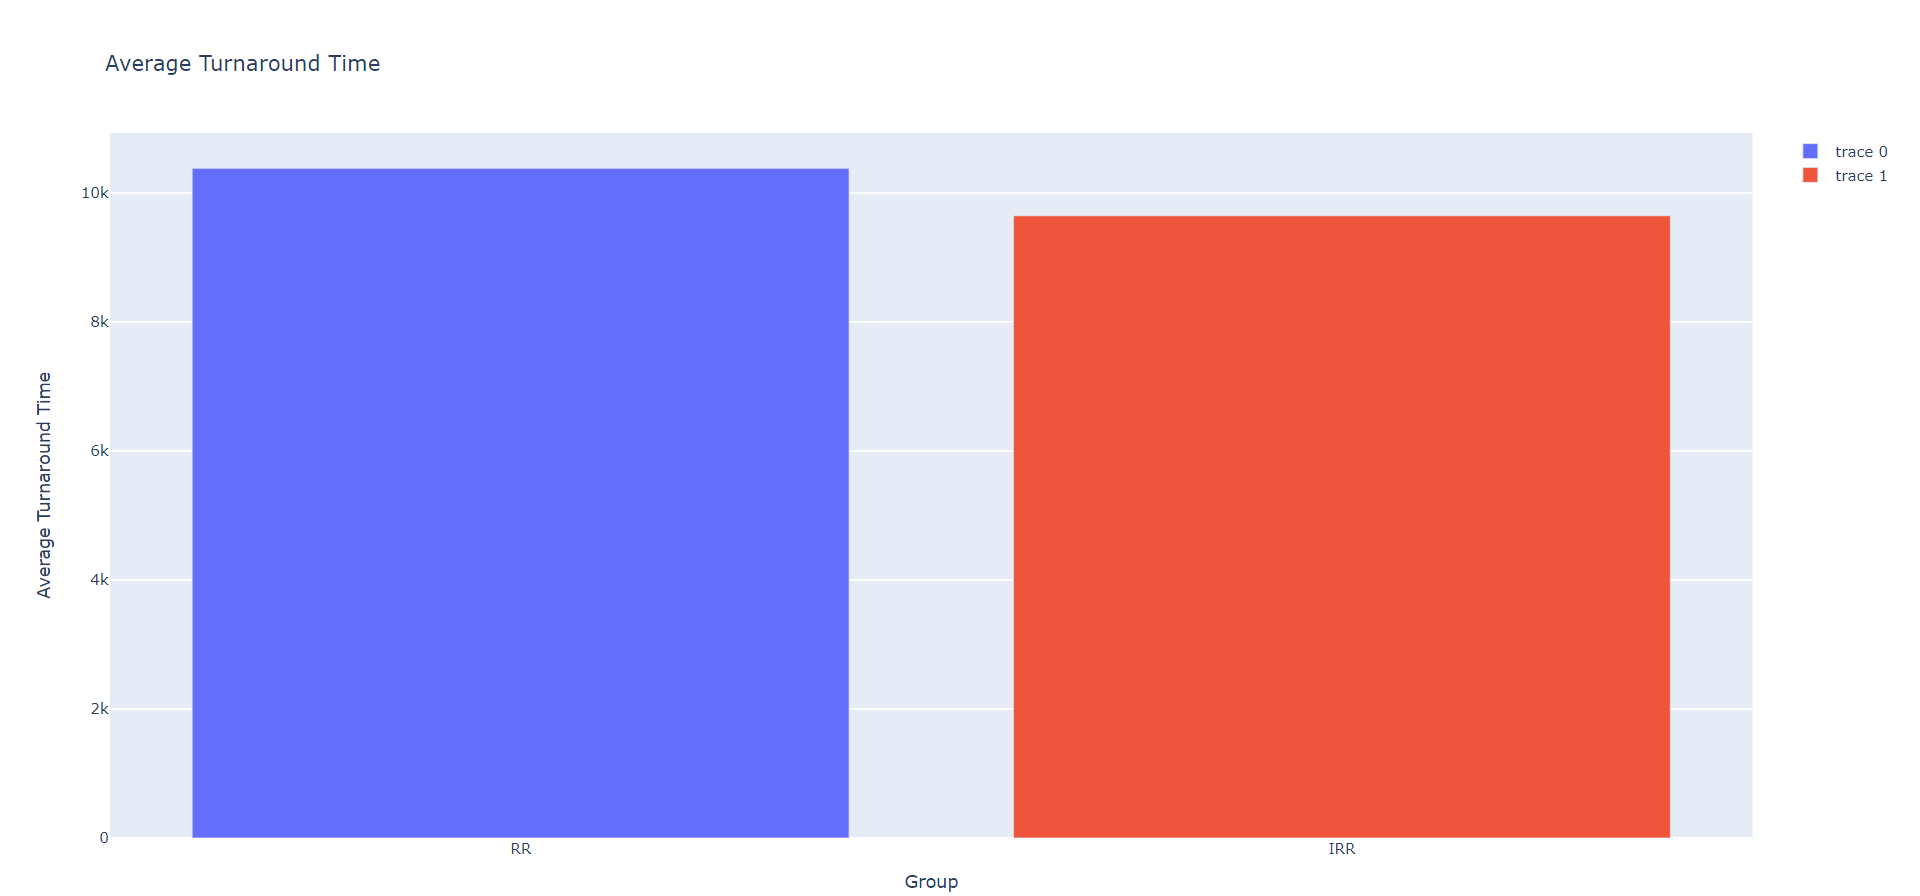 Average Turnaround Time
trace 0
trace 1
10k
8k
6k
4k
2k
0
Average Turnaround Time
RR
IRR
Group